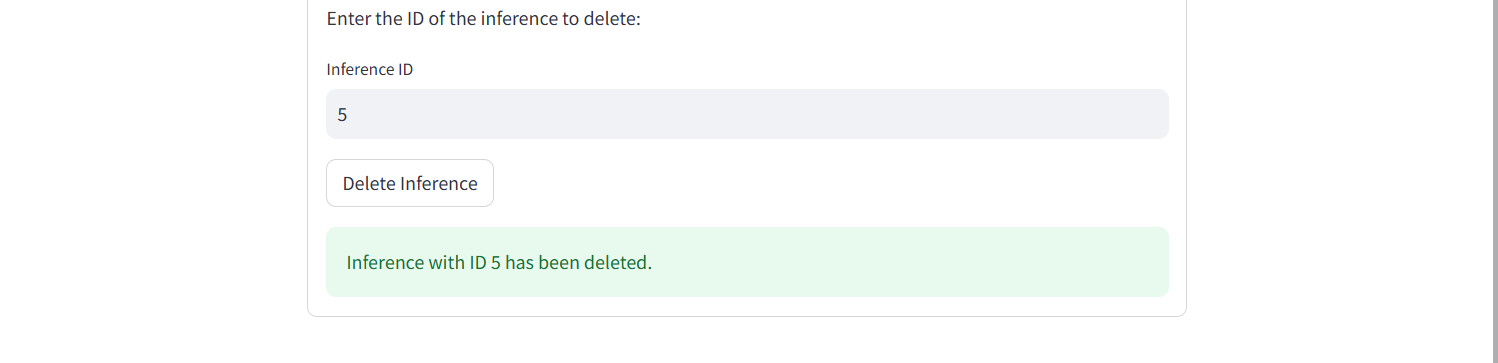 Enter the ID of the inference to delete:
Inference ID
5
Delete Inference
Inference with ID 5 has been deleted.